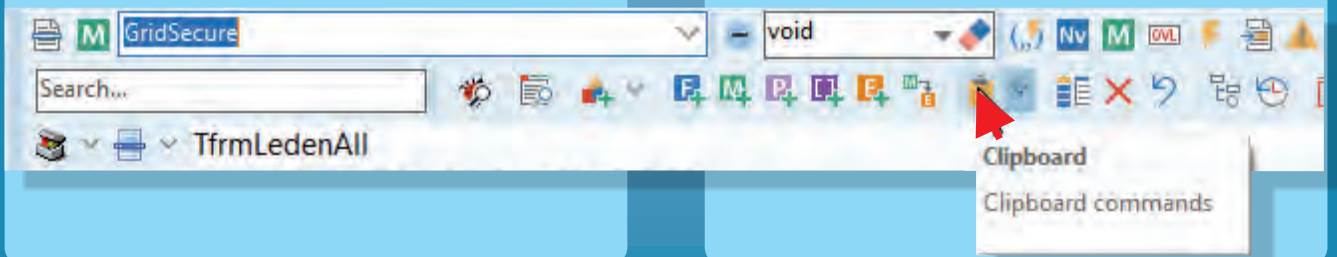 M GridSecure void (,) Nv M OVL
Search... F M P [] E M E
TfrmLedenAll
Clipboard
Clipboard commands